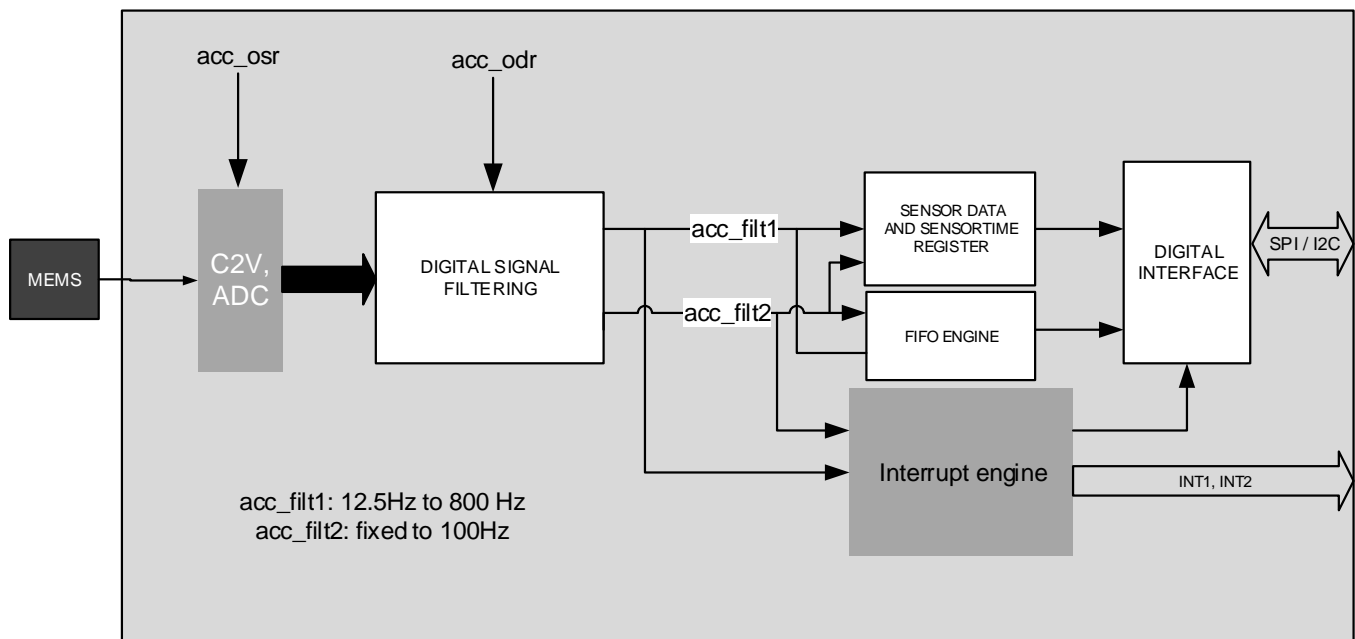 acc_osr
acc_odr
MEMS
C2V,
ADC
DIGITAL SIGNAL
FILTERING
acc_filt1
acc_filt2
SENSOR DATA
AND SENSORTIME
REGISTER
FIFO ENGINE
DIGITAL
INTERFACE
SPI / I2C
Interrupt engine
INT1, INT2
acc_filt1: 12.5Hz to 800 Hz
acc_filt2: fixed to 100Hz